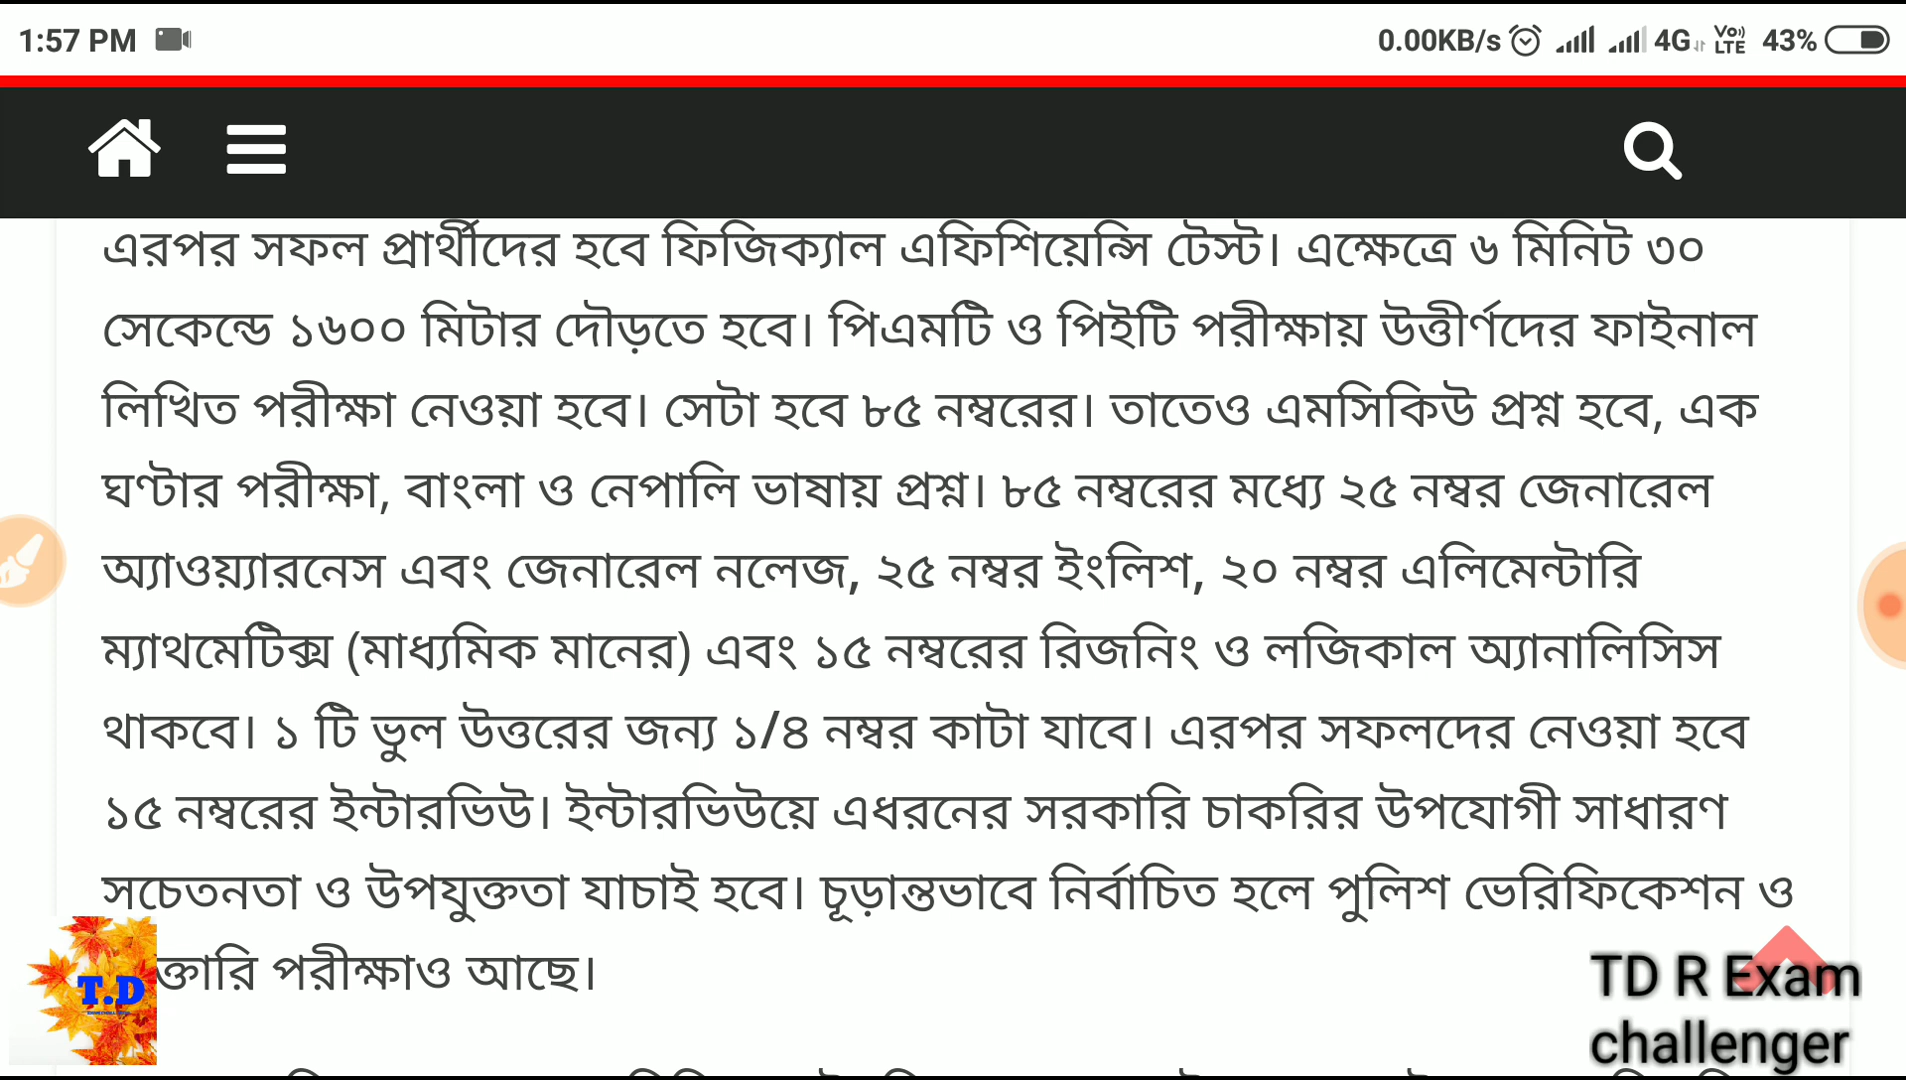 1:57 PM
0.00KB/s 4G VoLTE 43%
এরপর সফল প্রার্থীদের হবে ফিজিক্যাল এফিশিয়েন্সি টেস্ট। এক্ষেত্রে ৬ মিনিট ৩০
সেকেন্ডে ১৬০০ মিটার দৌড়তে হবে। পিএমটি ও পিইটি পরীক্ষায় উত্তীর্ণদের ফাইনাল
লিখিত পরীক্ষা নেওয়া হবে। সেটা হবে ৮৫ নম্বরের। তাতেও এমসিকিউ প্রশ্ন হবে, এক
ঘণ্টার পরীক্ষা, বাংলা ও নেপালি ভাষায় প্রশ্ন। ৮৫ নম্বরের মধ্যে ২৫ নম্বর জেনারেল
অ্যাওয়্যারনেস এবং জেনারেল নলেজ, ২৫ নম্বর ইংলিশ, ২০ নম্বর এলিমেন্টারি
ম্যাথমেটিক্স (মাধ্যমিক মানের) এবং ১৫ নম্বরের রিজনিং ও লজিকাল অ্যানালিসিস
থাকবে। ১ টি ভুল উত্তরের জন্য ১/৪ নম্বর কাটা যাবে। এরপর সফলদের নেওয়া হবে
১৫ নম্বরের ইন্টারভিউ। ইন্টারভিউয়ে এধরনের সরকারি চাকরির উপযোগী সাধারণ
সচেতনতা ও উপযুক্ততা যাচাই হবে। চূড়ান্তভাবে নির্বাচিত হলে পুলিশ ভেরিফিকেশন ও
ক্তারি পরীক্ষাও আছে।
T.D
TD R Exam
challenger